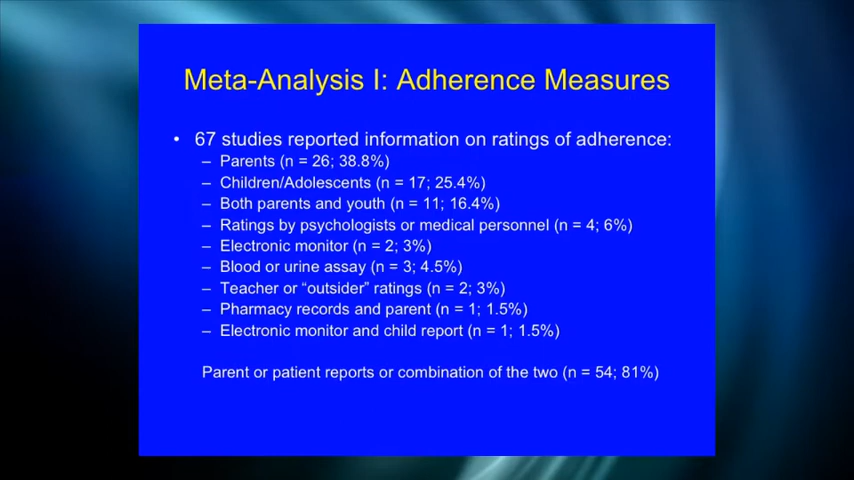 Meta-Analysis I: Adherence Measures
• 67 studies reported information on ratings of adherence:
– Parents (n = 26; 38.8%)
– Children/Adolescents (n = 17; 25.4%)
– Both parents and youth (n = 11; 16.4%)
– Ratings by psychologists or medical personnel (n = 4; 6%)
– Electronic monitor (n = 2; 3%)
– Blood or urine assay (n = 3; 4.5%)
– Teacher or “outsider” ratings (n = 2; 3%)
– Pharmacy records and parent (n = 1; 1.5%)
– Electronic monitor and child report (n = 1; 1.5%)
Parent or patient reports or combination of the two (n = 54; 81%)